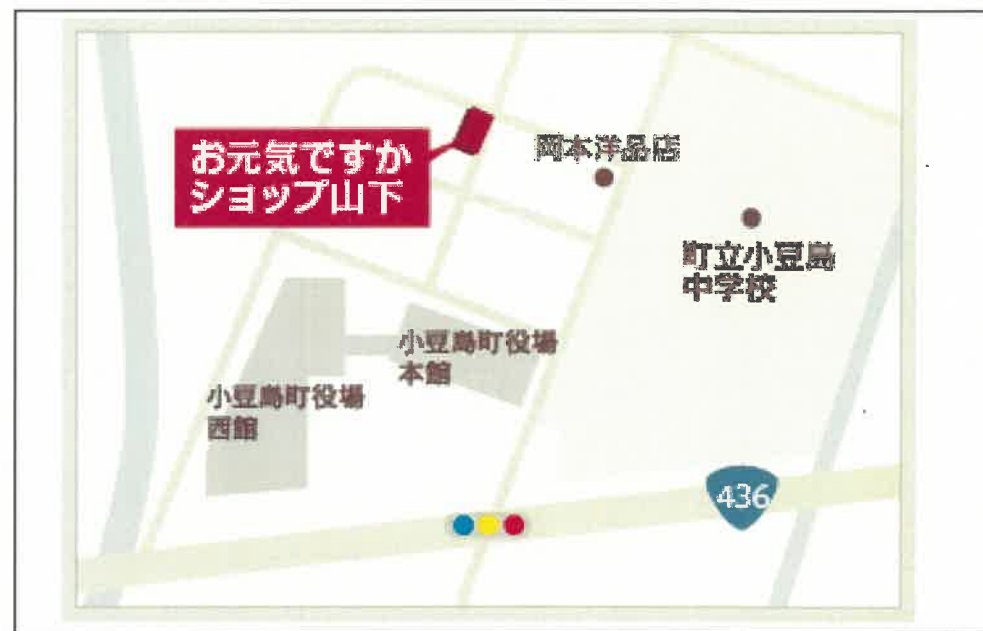 お元気ですか
ショップ山下
岡本洋品店
町立小豆島
中学校
小豆島町役場
本館
小豆島町役場
西館
436